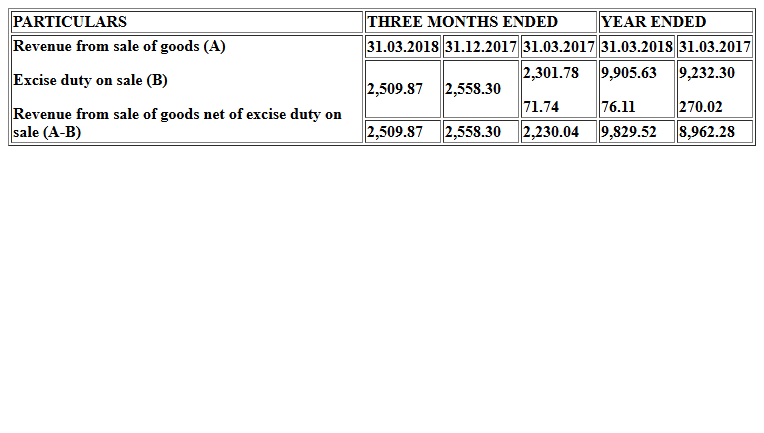 PARTICULARS THREE MONTHS ENDED YEAR ENDED
Revenue from sale of goods (A) 31.03.2018 31.12.2017 31.03.2017 31.03.2018 31.03.2017
Excise duty on sale (B) 2,509.87 2,558.30 2,301.78 9,905.63 9,232.30
71.74 76.11 270.02
Revenue from sale of goods net of excise duty on
sale (A-B) 2,509.87 2,558.30 2,230.04 9,829.52 8,962.28